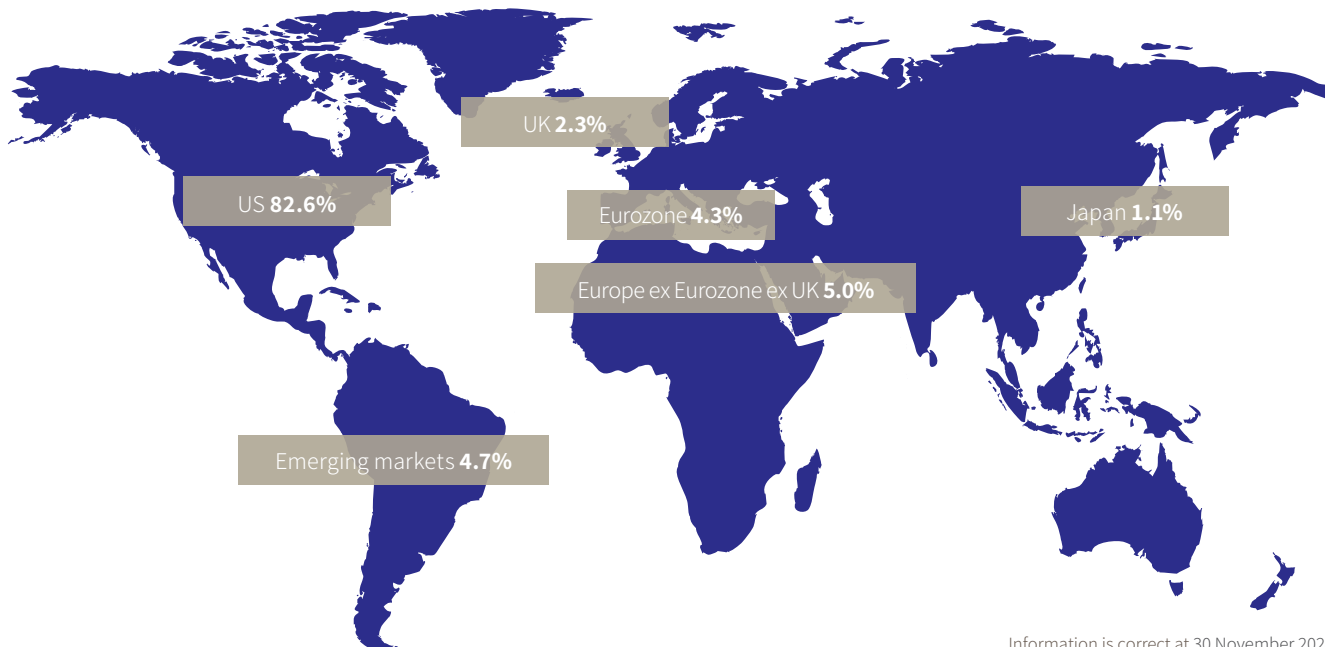 UK 2.3%
US 82.6%
Eurozone 4.3%
Japan 1.1%
Europe ex Eurozone ex UK 5.0%
Emerging markets 4.7%
Information is correct at 30 November 202